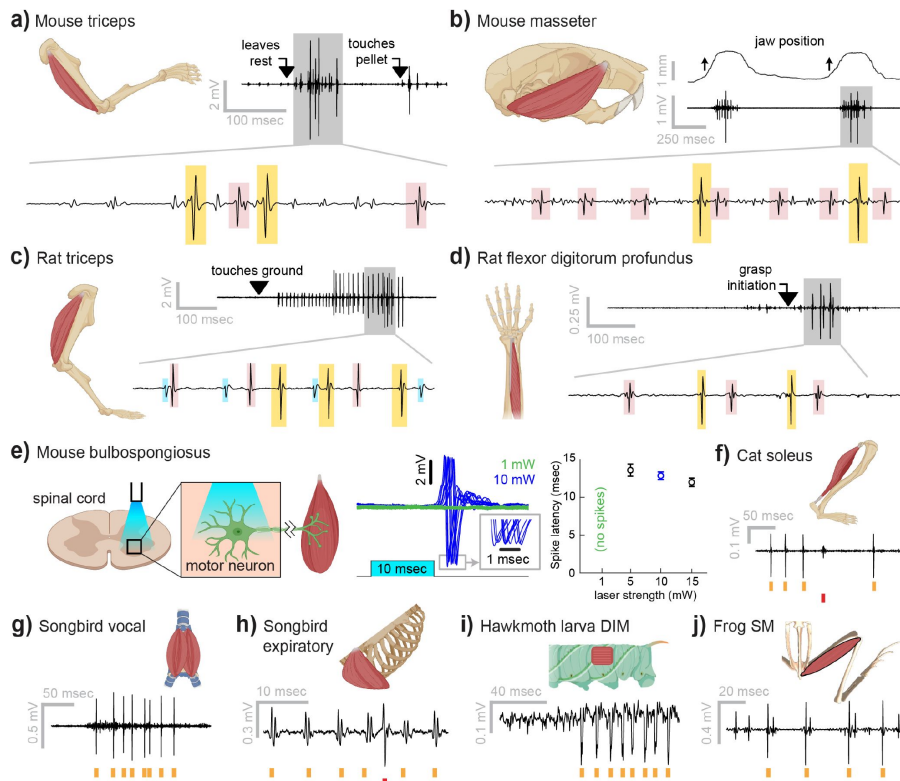 a) Mouse triceps
leaves
rest
touches
pellet
2 mV
100 msec
b) Mouse masseter
jaw position
1 mm
1 mV
250 msec
c) Rat triceps
touches ground
2 mV
100 msec
d) Rat flexor digitorum profundus
grasp
initiation
0.25 mV
100 msec
e) Mouse bulbospongiosus
spinal cord
motor neuron
2 mV
1 mW
10 mW
10 msec
1 msec
Spike latency (msec)
15
10
5
0
(no spikes)
1 5 10 15
laser strength (mW)
f) Cat soleus
50 msec
0.1 mV
g) Songbird vocal
50 msec
0.5 mV
h) Songbird
expiratory
10 msec
0.3 mV
i) Hawkmoth larva DIM
40 msec
0.1 mV
j) Frog SM
20 msec
0.4 mV